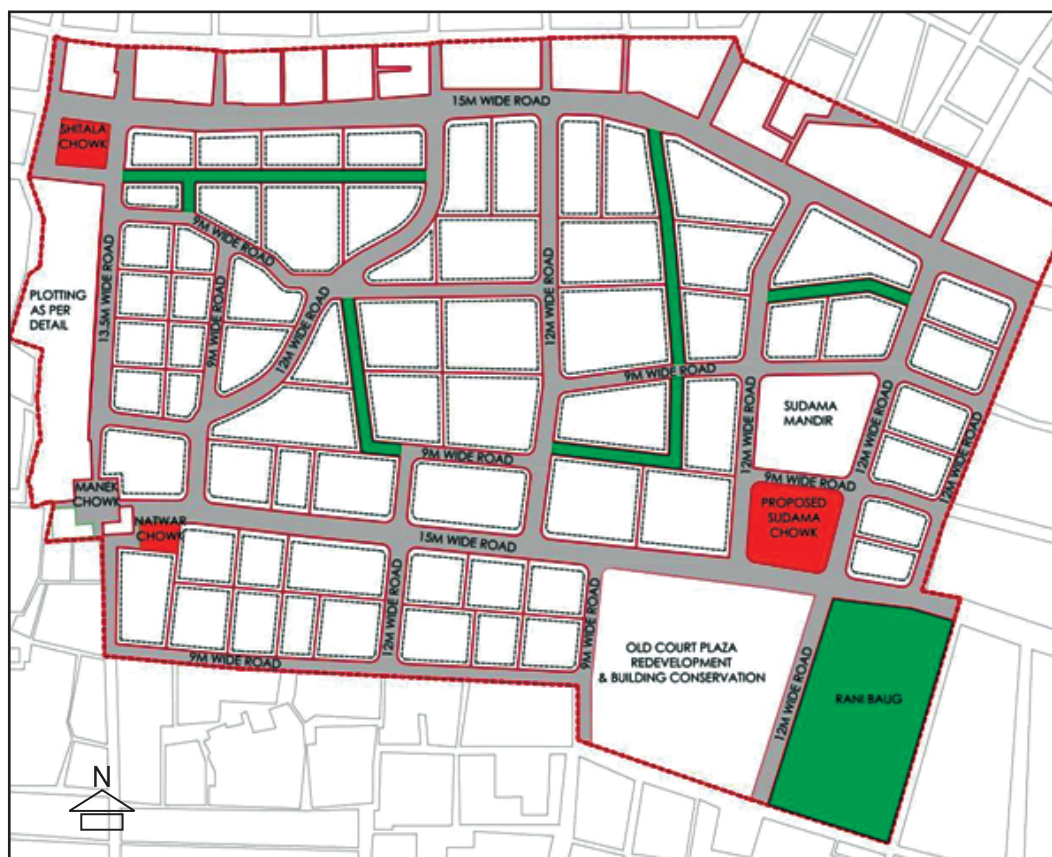 15M WIDE ROAD
SHITALA
CHOWK
9M WIDE ROAD
PLOTTING
AS PER
DETAIL
13.5M WIDE ROAD
9M WIDE ROAD
12M WIDE ROAD
12M WIDE ROAD
12M WIDE ROAD
9M WIDE ROAD
SUDAMA
MANDIR
12M WIDE ROAD
12M WIDE ROAD
12M WIDE ROAD
9M WIDE ROAD
9M WIDE ROAD
MANEK
CHOWK
NATWAR
CHOWK
PROPOSED
SUDAMA
CHOWK
15M WIDE ROAD
12M WIDE ROAD
9M WIDE ROAD
9M WIDE ROAD
OLD COURT PLAZA
REDEVELOPMENT
& BUILDING CONSERVATION
12M WIDE ROAD
RANI BAUG
N